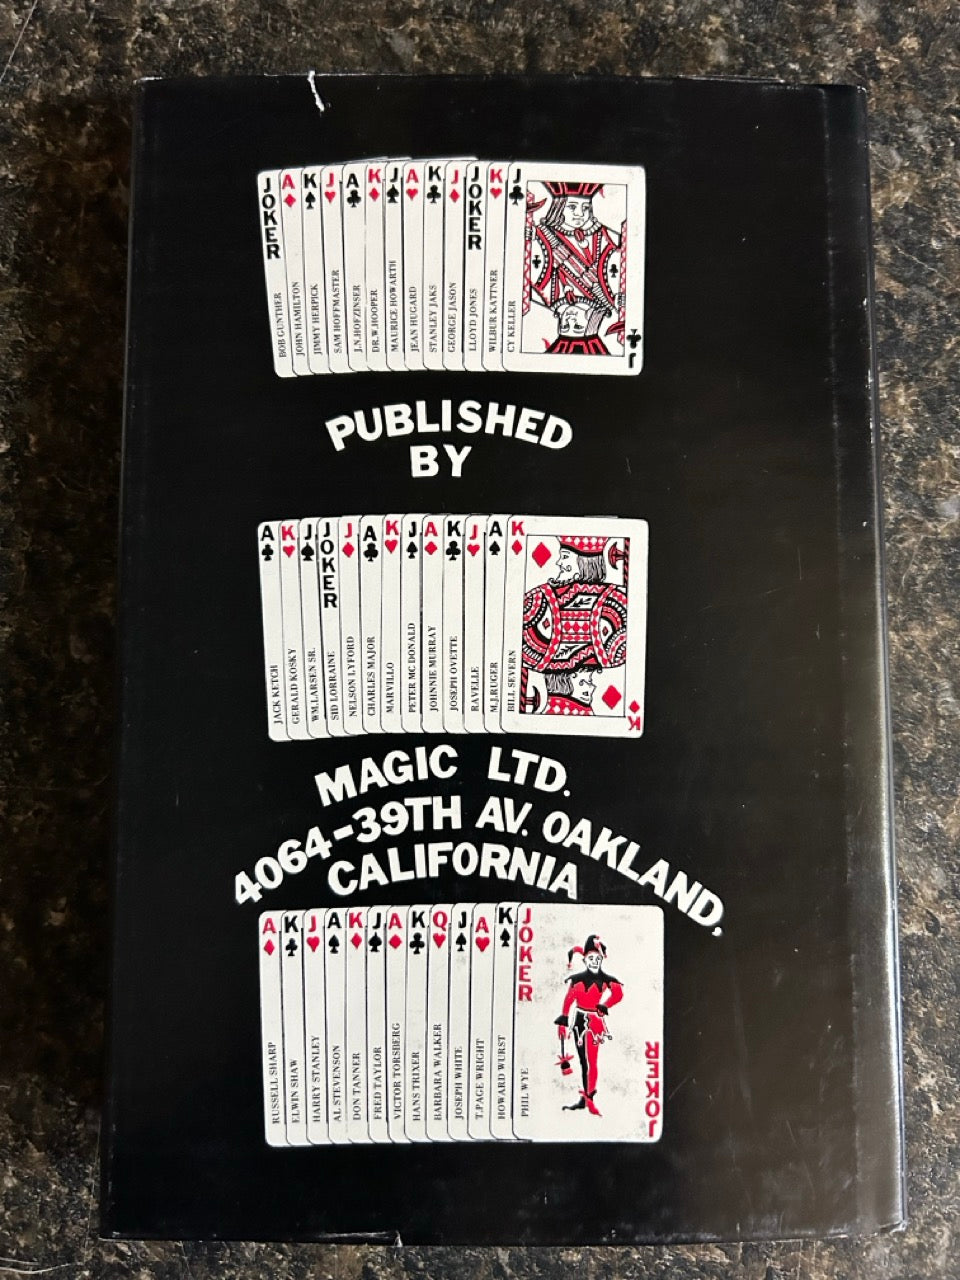 JOKER A K J A K J A K J JOKER K J
BOB GUNTHER
JOHN HAMILTON
JIMMY HERPICK
SAM HOFFMASTER
J.N.HOFZINSER
DR.W.HOOPER
MAURICE HOWARTH
JEAN HUGARD
STANLEY JAKS
GEORGE JASON
LLOYD JONES
WILBUR KATTNER
CY KELLER
J
PUBLISHED
BY
A K J JOKER J A K J A K J A K
JACK KETCH
GERALD KOSKY
WM.LARSEN SR.
SID LORRAINE
NELSON LYFORD
CHARLES MAJOR
MARVILLO
PETER MC DONALD
JOHNNIE MURRAY
JOSEPH OVETTE
RAVELLE
M.J.RUGER
BILL SEVERN
K
MAGIC LTD.
4064-39TH AV. OAKLAND,
CALIFORNIA
A K J A K J A K Q J A K JOKER
RUSSELL SHARP
ELWIN SHAW
HARRY STANLEY
AL STEVENSON
DON TANNER
FRED TAYLOR
VICTOR TORSBERG
HANS TRIXER
BARBARA WALKER
JOSEPH WHITE
T.PAGE WRIGHT
HOWARD WURST
PHIL WYE
JOKER